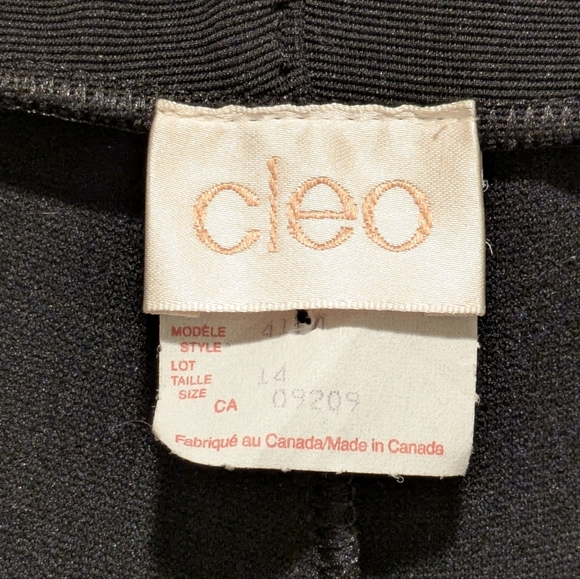 cleo
MODÈLE
STYLE
LOT
TAILLE 14
SIZE
CA 09209
Fabriqué au Canada/Made in Canada